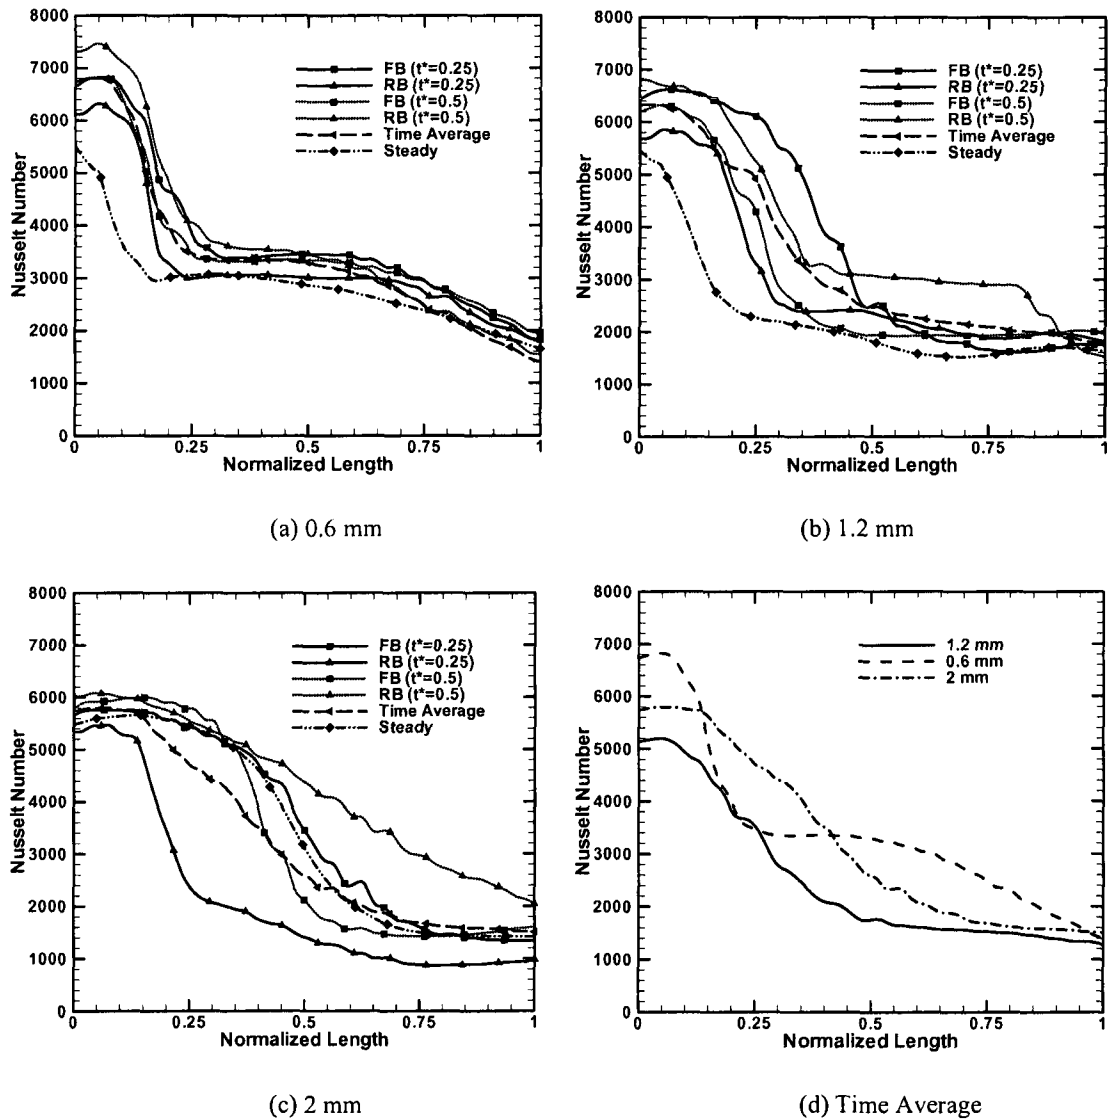 8000
7000
6000
5000
4000
3000
2000
1000
0
Nusselt Number
FB (t*=0.25)
RB (t*=0.25)
FB (t*=0.5)
RB (t*=0.5)
Time Average
Steady
0 0.25 0.5 0.75 1
Normalized Length
(a) 0.6 mm
8000
7000
6000
5000
4000
3000
2000
1000
0
Nusselt Number
FB (t*=0.25)
RB (t*=0.25)
FB (t*=0.5)
RB (t*=0.5)
Time Average
Steady
0 0.25 0.5 0.75 1
Normalized Length
(b) 1.2 mm
8000
7000
6000
5000
4000
3000
2000
1000
0
Nusselt Number
FB (t*=0.25)
RB (t*=0.25)
FB (t*=0.5)
RB (t*=0.5)
Time Average
Steady
0 0.25 0.5 0.75 1
Normalized Length
(c) 2 mm
8000
7000
6000
5000
4000
3000
2000
1000
0
Nusselt Number
1.2 mm
0.6 mm
2 mm
0 0.25 0.5 0.75 1
Normalized Length
(d) Time Average